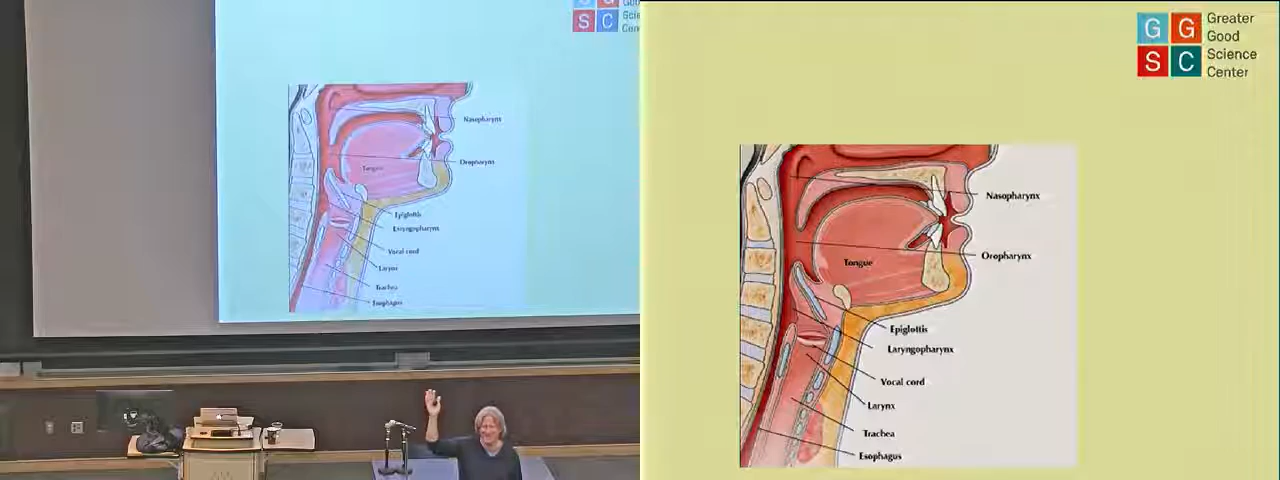 S C
Nasopharynx
Oropharynx
Tongue
Epiglottis
Laryngopharynx
Vocal cord
Larynx
Trachea
Esophagus
G G
S C
Greater
Good
Science
Center
Nasopharynx
Oropharynx
Tongue
Epiglottis
Laryngopharynx
Vocal cord
Larynx
Trachea
Esophagus